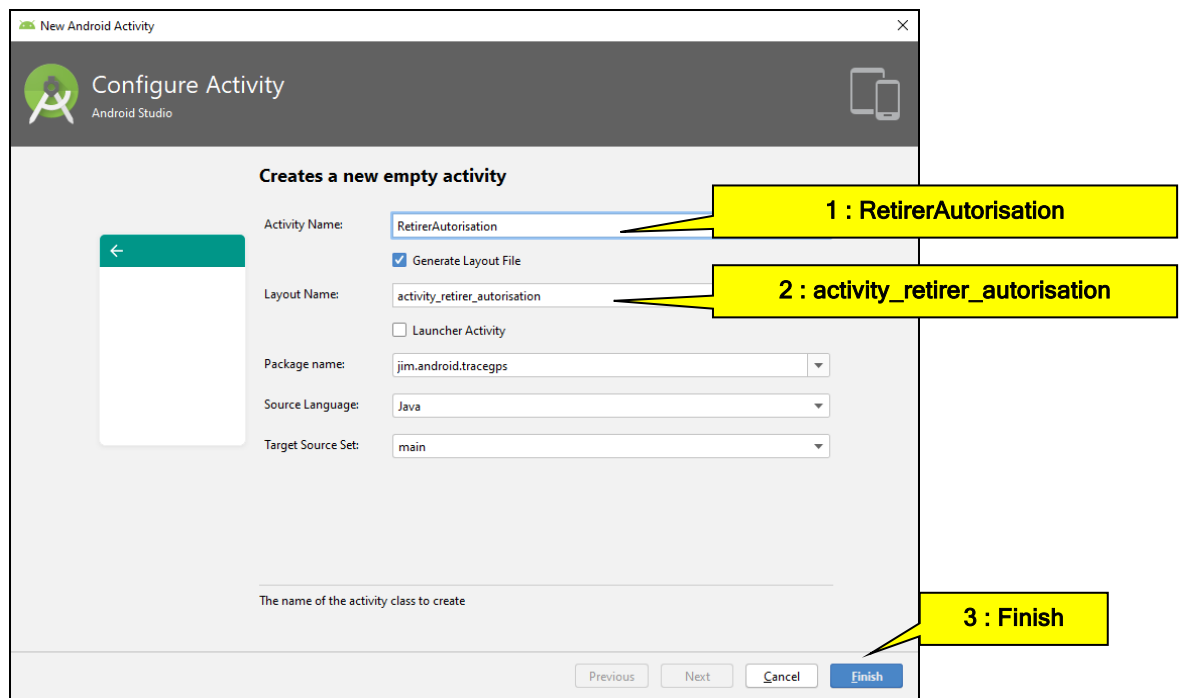 New Android Activity
Configure Activity
Android Studio
Creates a new empty activity
Activity Name: RetirerAutorisation
1 : RetirerAutorisation
Generate Layout File
Layout Name: activity_retirer_autorisation
2 : activity_retirer_autorisation
Launcher Activity
Package name: jim.android.tracegps
Source Language: Java
Target Source Set: main
The name of the activity class to create
3 : Finish
Previous Next Cancel Finish